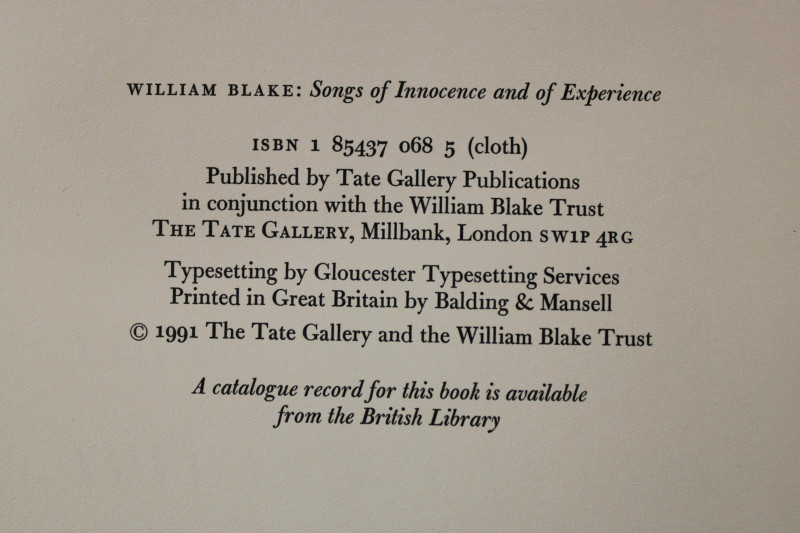 WILLIAM BLAKE: Songs of Innocence and of Experience
ISBN 1 85437 068 5 (cloth)
Published by Tate Gallery Publications
in conjunction with the William Blake Trust
THE TATE GALLERY, Millbank, London SW1P 4RG
Typesetting by Gloucester Typesetting Services
Printed in Great Britain by Balding & Mansell
© 1991 The Tate Gallery and the William Blake Trust
A catalogue record for this book is available
from the British Library